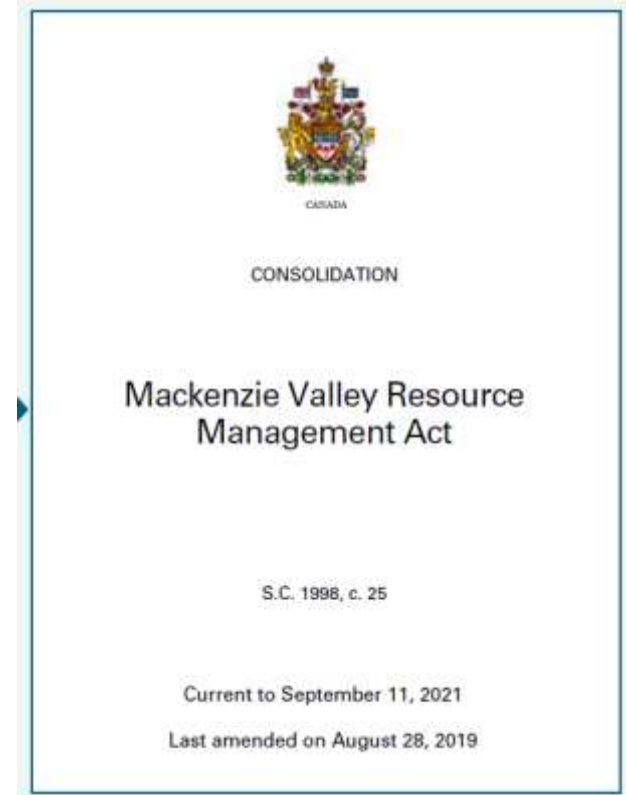 CANADA
CONSOLIDATION
Mackenzie Valley Resource
Management Act
S.C. 1998, c. 25
Current to September 11, 2021
Last amended on August 28, 2019